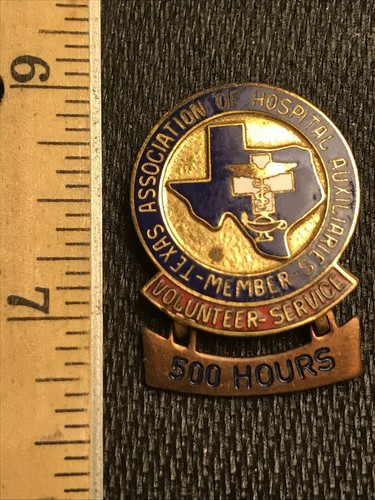 TEXAS ASSOCIATION OF HOSPITAL AUXILIARIES
-MEMBER-
VOLUNTEER-SERVICE
500 HOURS
6
7